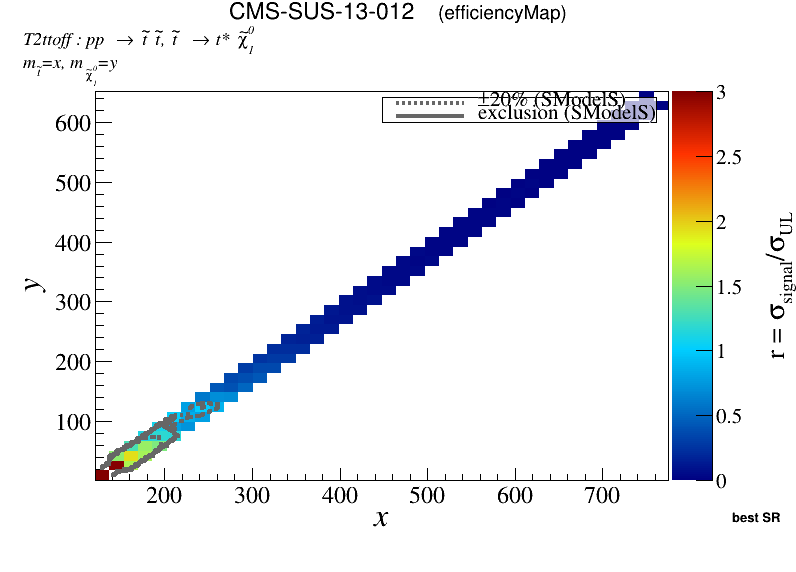 CMS-SUS-13-012 (efficiencyMap)
T2ttoff : pp → t̃ t̃, t̃ → t* χ̃⁰₁
m_t̃=x, m_χ̃⁰₁=y
±20% (SModelS)
exclusion (SModelS)
600
500
400
300
200
100
y
200 300 400 500 600 700
x
3
2.5
2
1.5
1
0.5
0
r = σ_signal/σ_UL
best SR